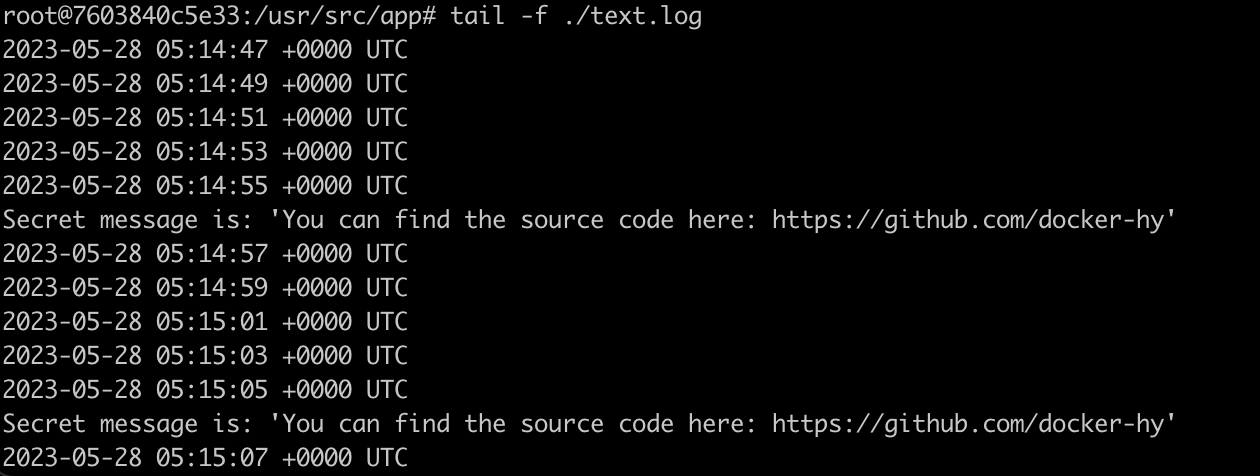 root@7603840c5e33:/usr/src/app# tail -f ./text.log
2023-05-28 05:14:47 +0000 UTC
2023-05-28 05:14:49 +0000 UTC
2023-05-28 05:14:51 +0000 UTC
2023-05-28 05:14:53 +0000 UTC
2023-05-28 05:14:55 +0000 UTC
Secret message is: 'You can find the source code here: https://github.com/docker-hy'
2023-05-28 05:14:57 +0000 UTC
2023-05-28 05:14:59 +0000 UTC
2023-05-28 05:15:01 +0000 UTC
2023-05-28 05:15:03 +0000 UTC
2023-05-28 05:15:05 +0000 UTC
Secret message is: 'You can find the source code here: https://github.com/docker-hy'
2023-05-28 05:15:07 +0000 UTC